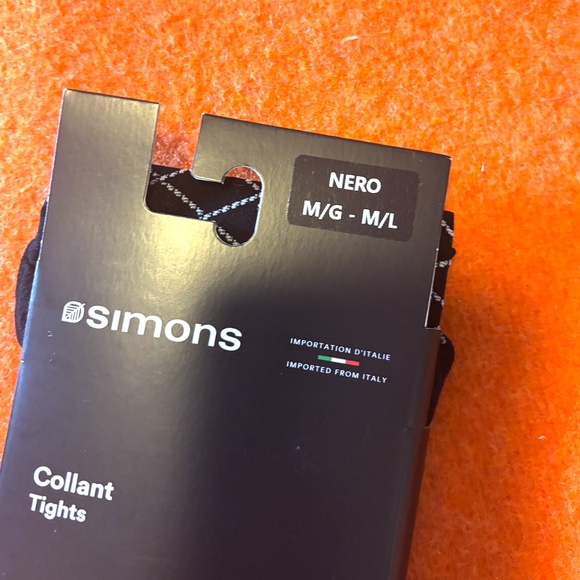 NERO
M/G - M/L
simons
IMPORTATION D'ITALIE
IMPORTED FROM ITALY
Collant
Tights